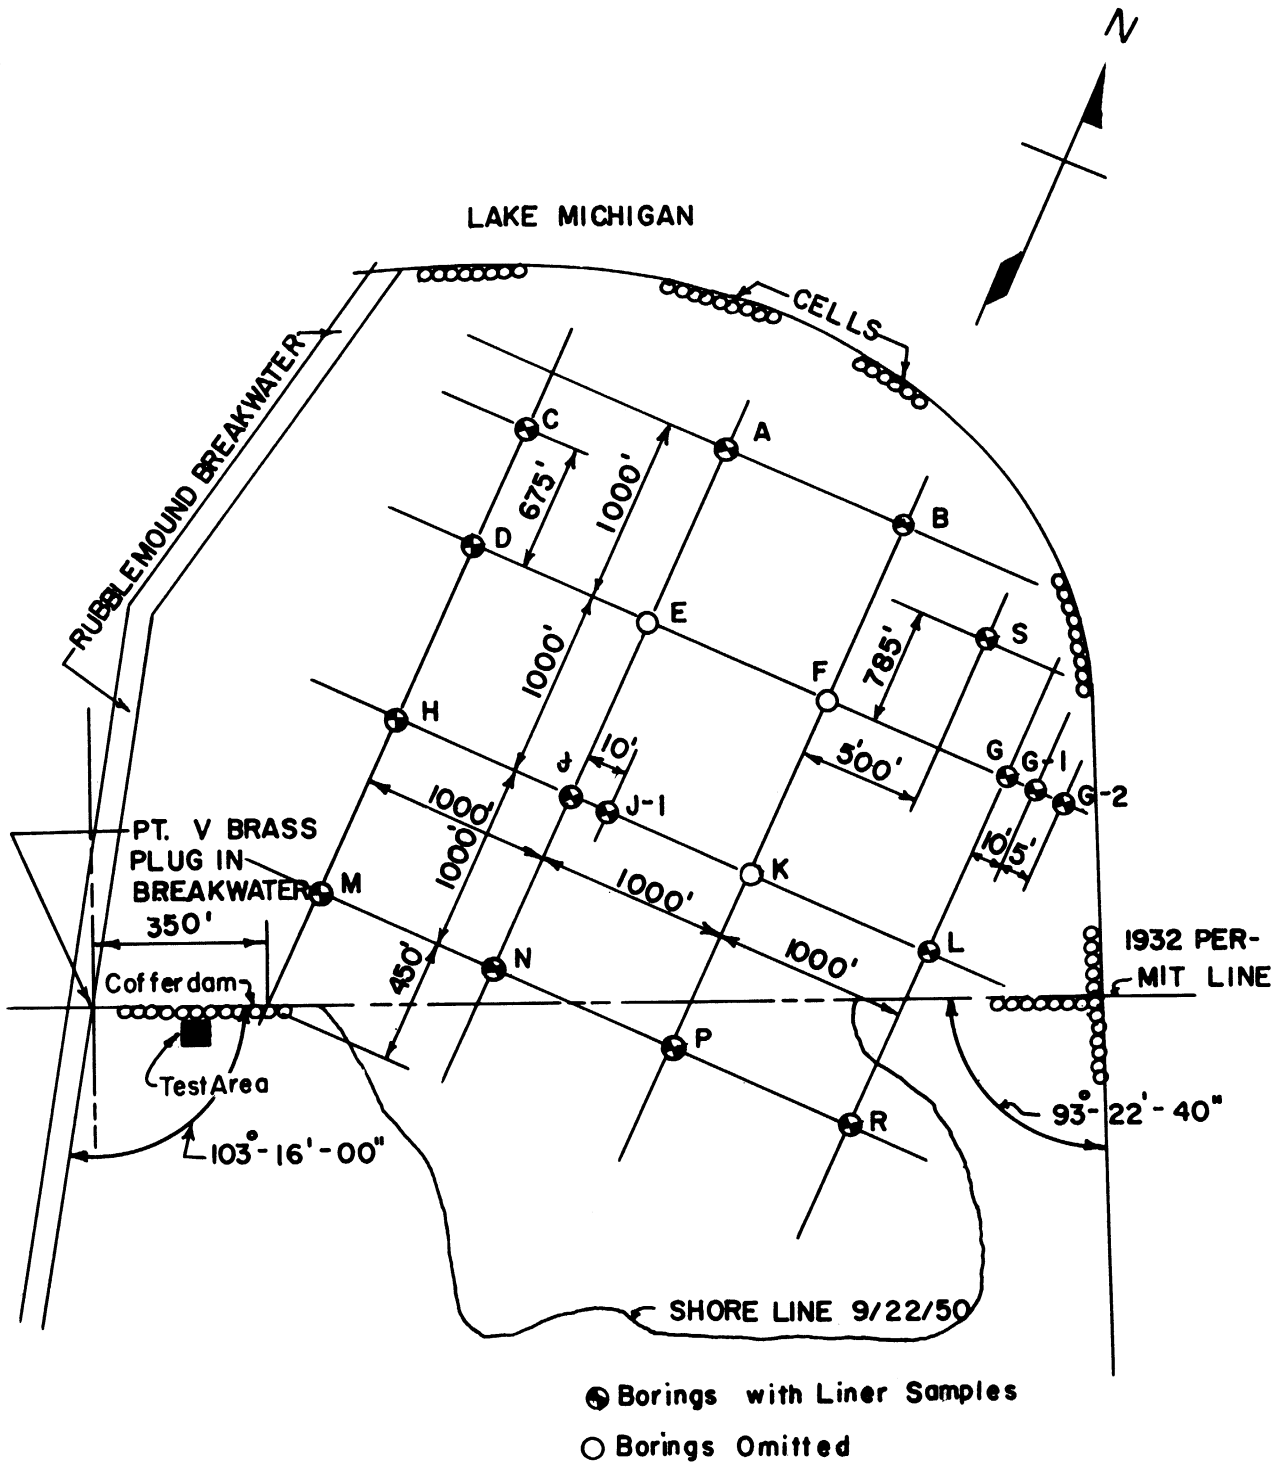 N
LAKE MICHIGAN
CELLS
RUBBLEMOUND BREAKWATER
C
A
675'
1000'
B
D
E
S
785'
F
1000'
H
G
G-1
G-2
10'
J
J-1
500'
1000'
10'
5'
PT. V BRASS
PLUG IN
BREAKWATER
1000'
K
M
1000'
350'
1000'
L
1932 PER-
MIT LINE
450'
N
Cofferdam
P
Test Area
R
93°-22'-40"
103°-16'-00"
SHORE LINE 9/22/50
Borings with Liner Samples
Borings Omitted